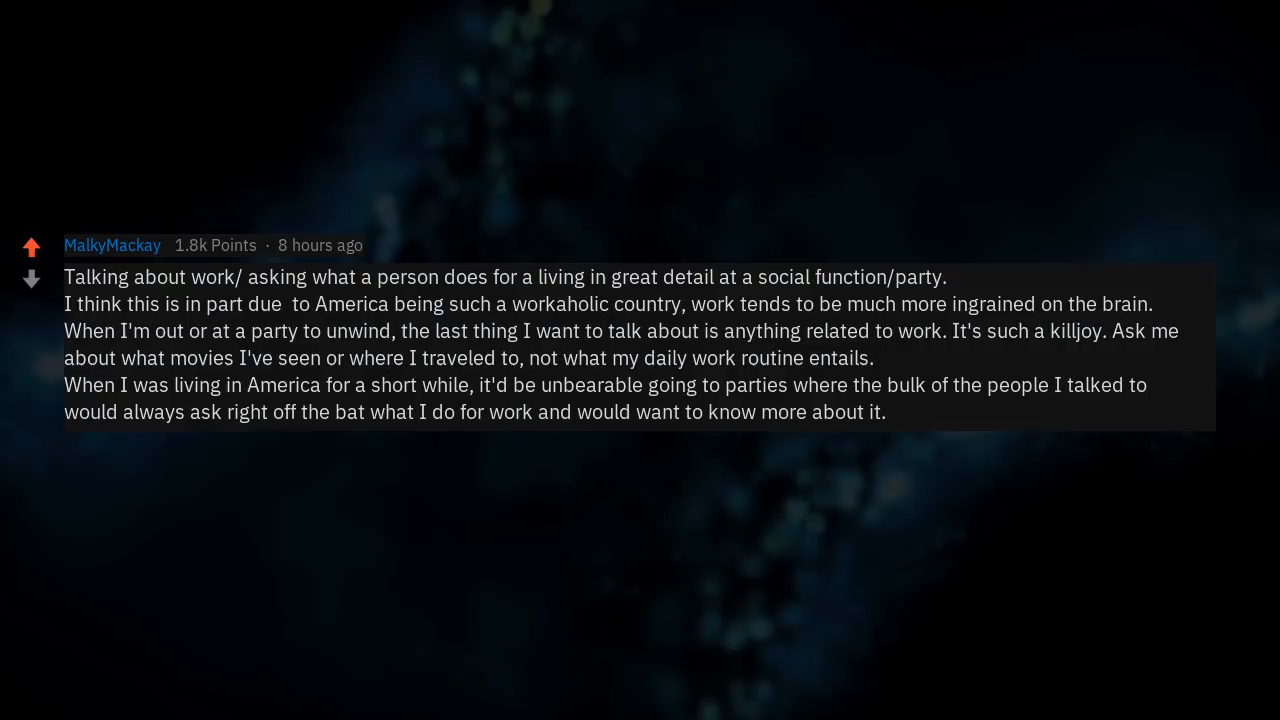 MalkyMackay 1.8k Points · 8 hours ago
Talking about work/ asking what a person does for a living in great detail at a social function/party.
I think this is in part due  to America being such a workaholic country, work tends to be much more ingrained on the brain.
When I'm out or at a party to unwind, the last thing I want to talk about is anything related to work. It's such a killjoy. Ask me
about what movies I've seen or where I traveled to, not what my daily work routine entails.
When I was living in America for a short while, it'd be unbearable going to parties where the bulk of the people I talked to
would always ask right off the bat what I do for work and would want to know more about it.